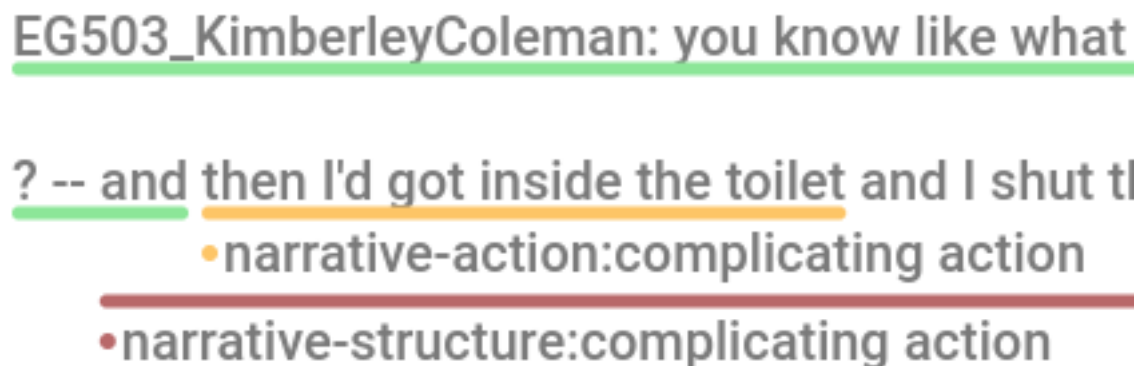 EG503_KimberleyColeman: you know like what
? -- and then I'd got inside the toilet and I shut
narrative-action:complicating action
narrative-structure:complicating action